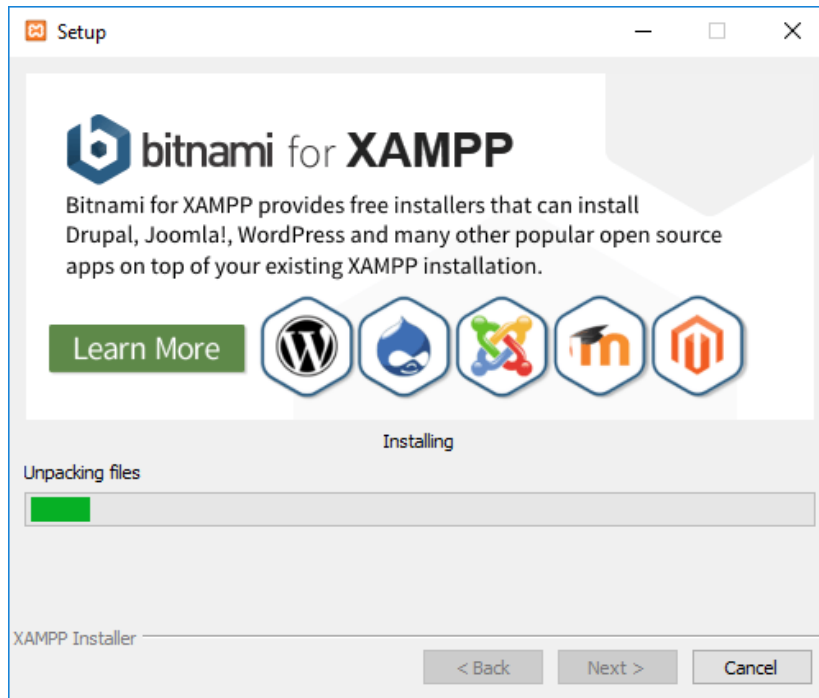 Setup
bitnami for XAMPP
Bitnami for XAMPP provides free installers that can install
Drupal, Joomla!, WordPress and many other popular open source
apps on top of your existing XAMPP installation.
Learn More
Installing
Unpacking files
XAMPP Installer
< Back
Next >
Cancel